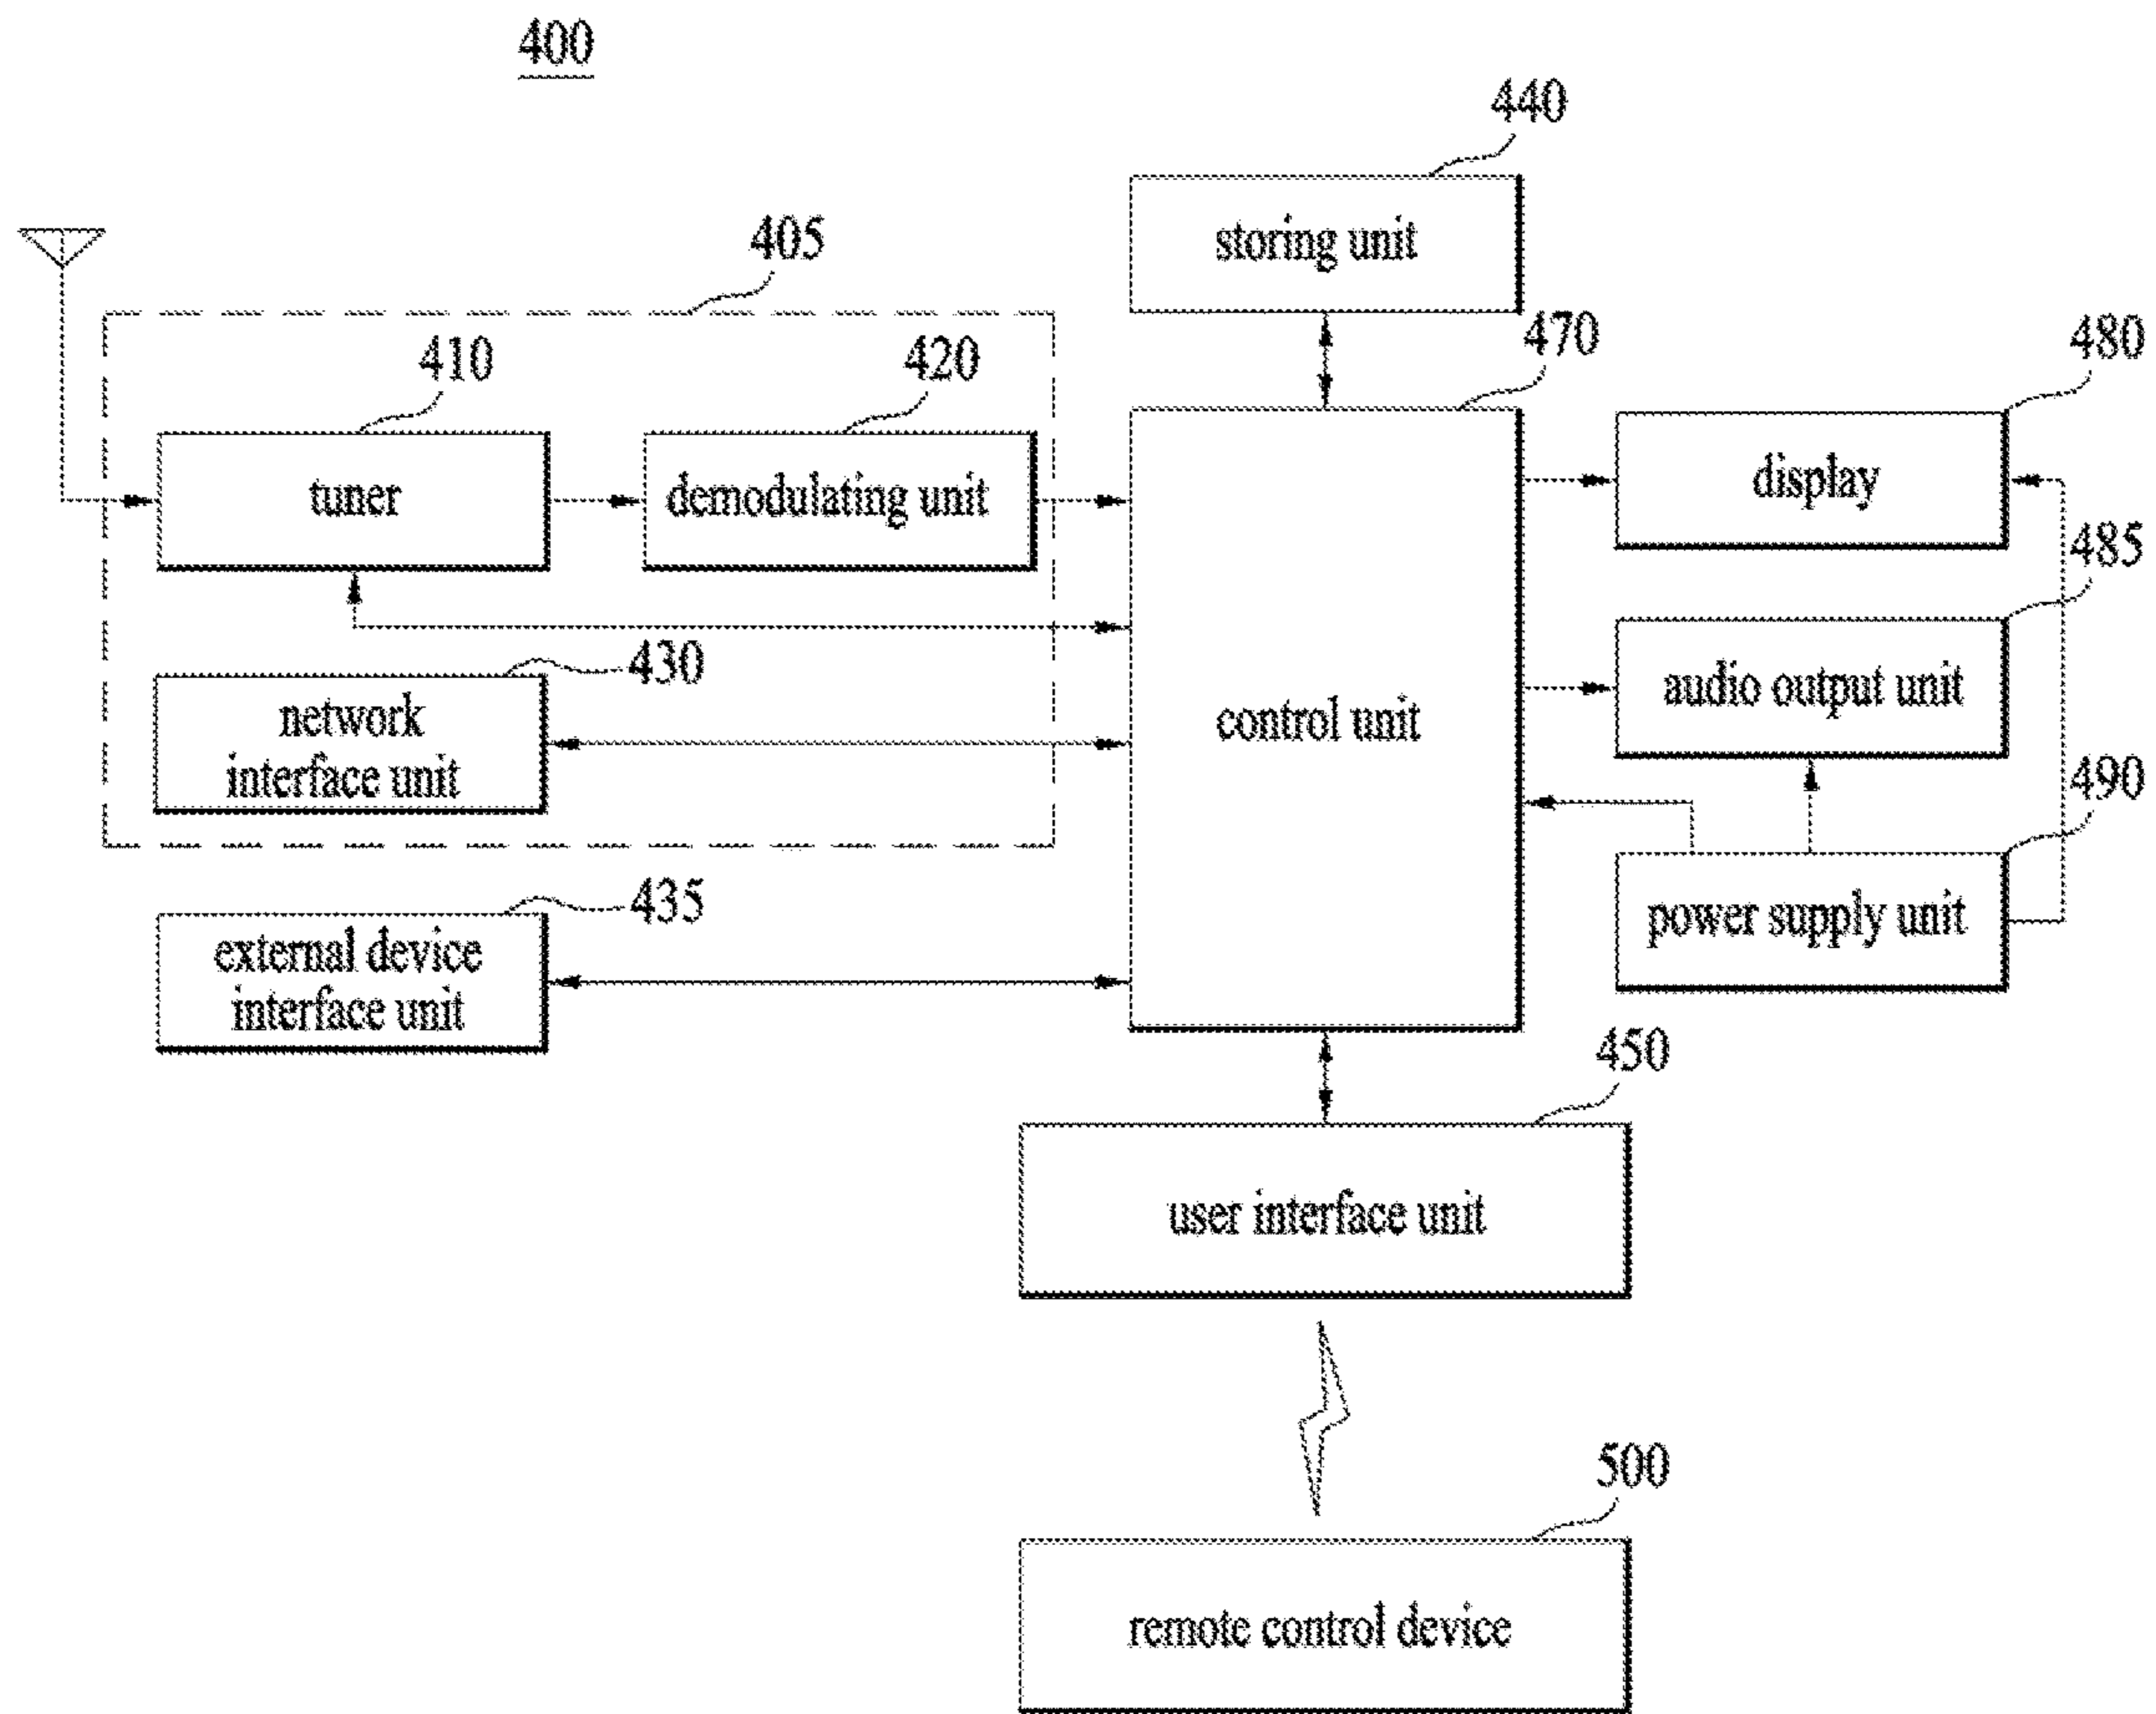 400
440
storing unit
405
470
480
410
420
tuner
demodulating unit
display
485
430
network
interface unit
control unit
audio output unit
490
435
external device
interface unit
power supply unit
450
user interface unit
500
remote control device